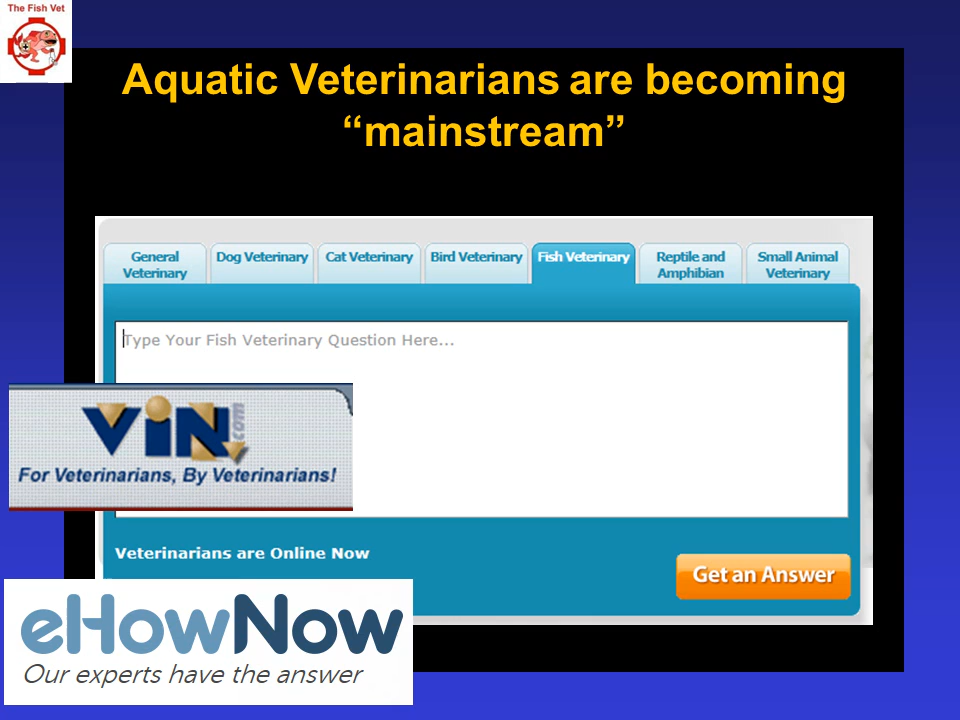 The Fish Vet
Aquatic Veterinarians are becoming
“mainstream”
General
Veterinary
Dog Veterinary
Cat Veterinary
Bird Veterinary
Fish Veterinary
Reptile and
Amphibian
Small Animal
Veterinary
Type Your Fish Veterinary Question Here...
ViN.com
For Veterinarians, By Veterinarians!
Veterinarians are Online Now
Get an Answer
eHowNow
Our experts have the answer